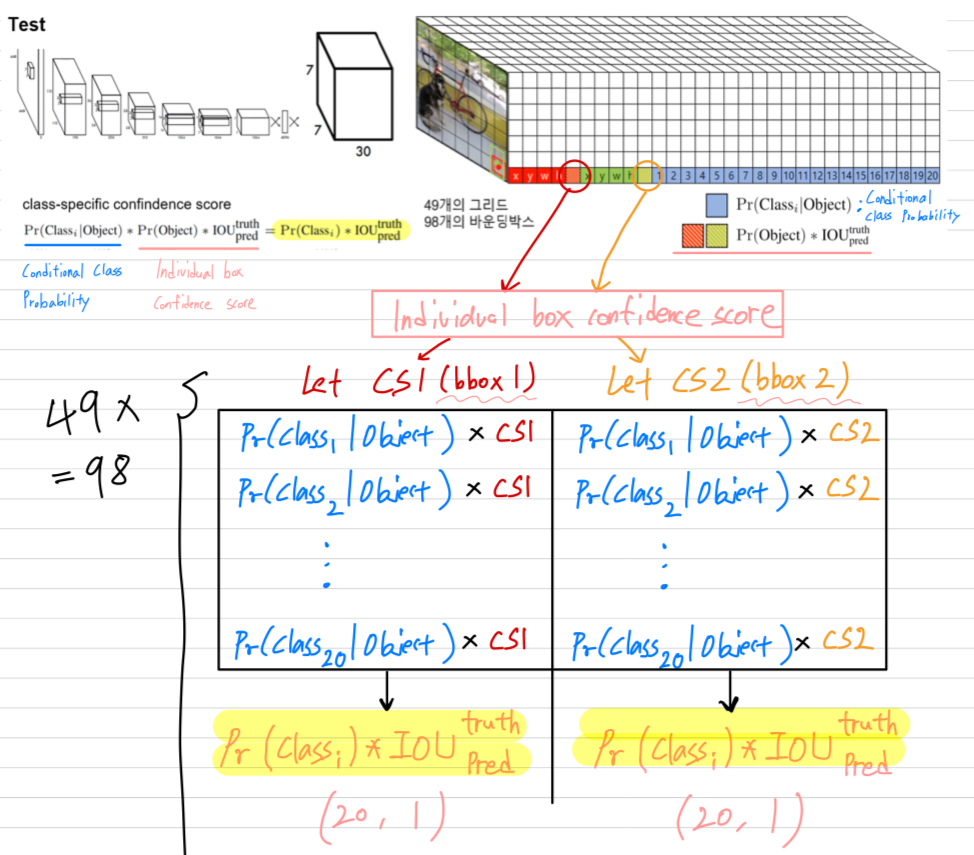 Test
7
7
30
x y w h x y w h 1 2 3 4 5 6 7 8 9 10 11 12 13 14 15 16 17 18 19 20
class-specific confindence score
Pr(Class_i|Object) * Pr(Object) * IOU^truth_pred = Pr(Class_i) * IOU^truth_pred
Conditional Class
Probability
Individual box
Confidence score
49개의 그리드
98개의 바운딩박스
Pr(Class_i|Object) : Conditional
Class Probability
Pr(Object) * IOU^truth_pred
Individual box confidence score
Let CS1 (bbox 1)
Let CS2 (bbox 2)
49 ×
= 98
Pr(Class_1|Object) × CS1
Pr(Class_2|Object) × CS1
Pr(Class_20|Object) × CS1
Pr(Class_1|Object) × CS2
Pr(Class_2|Object) × CS2
Pr(Class_20|Object) × CS2
Pr(Class_i) * IOU^truth_Pred
(20, 1)
Pr(Class_i) * IOU^truth_Pred
(20, 1)